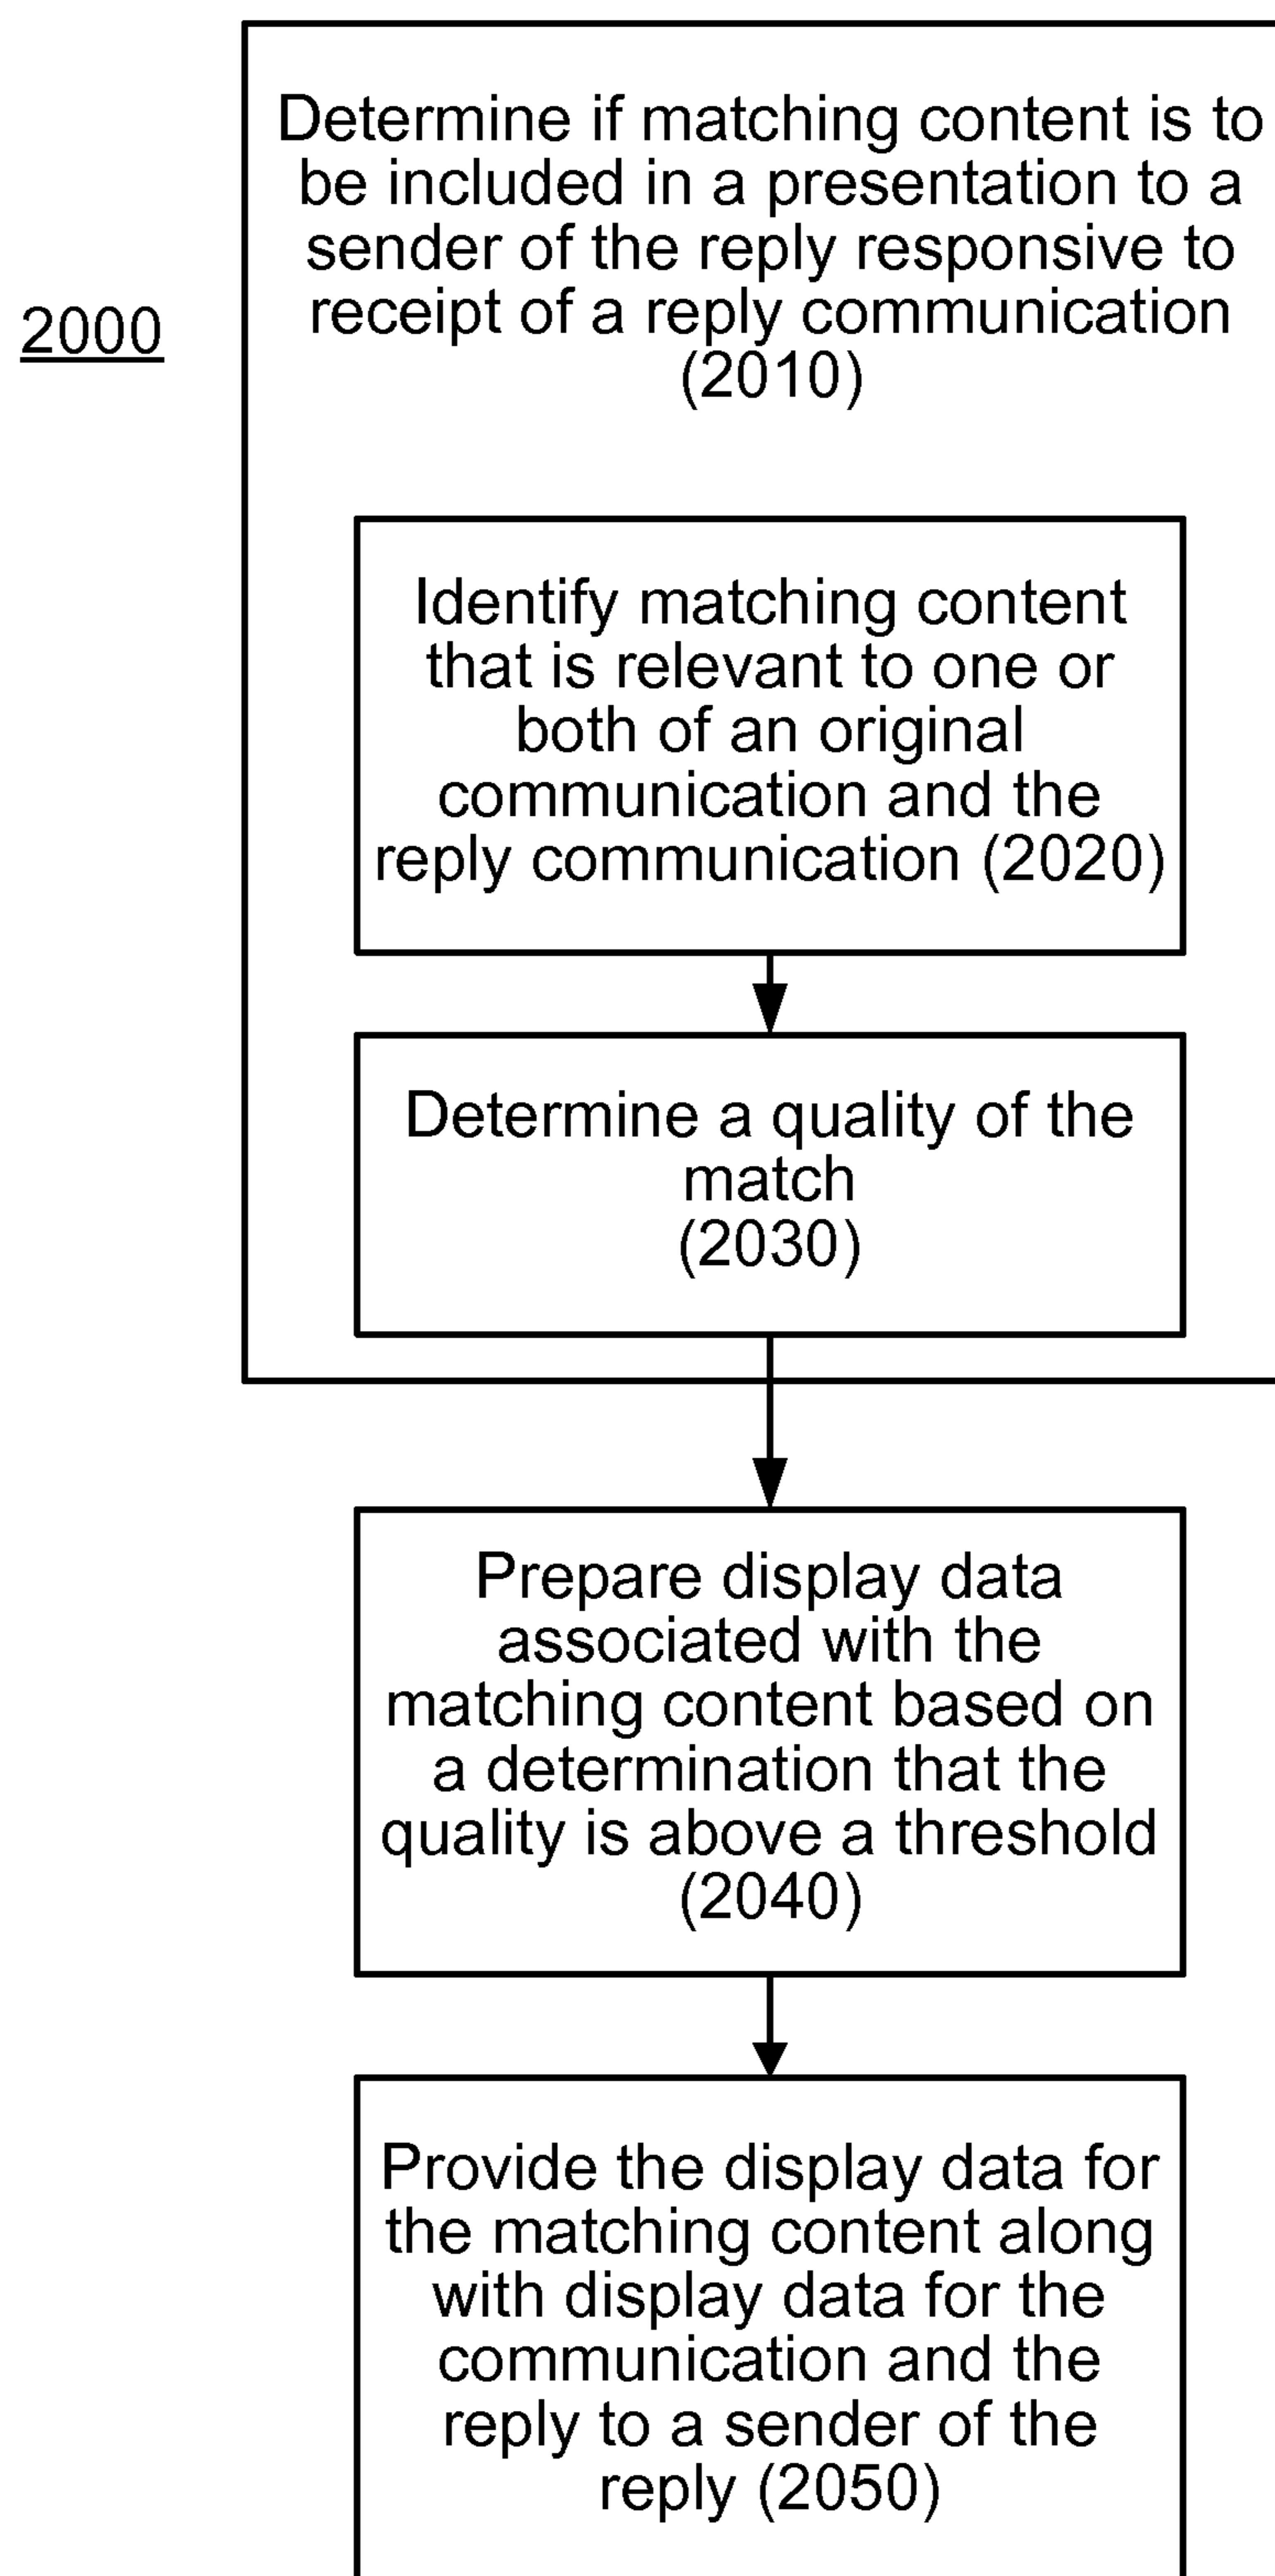 Determine if matching content is to
be included in a presentation to a
sender of the reply responsive to
receipt of a reply communication
(2010)
2000
Identify matching content
that is relevant to one or
both of an original
communication and the
reply communication (2020)
Determine a quality of the
match
(2030)
Prepare display data
associated with the
matching content based on
a determination that the
quality is above a threshold
(2040)
Provide the display data for
the matching content along
with display data for the
communication and the
reply to a sender of the
reply (2050)